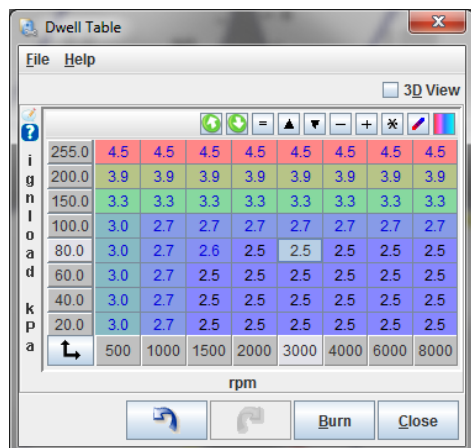 Dwell Table
File Help
3D View
= - + *
ignload kPa
255.0 4.5 4.5 4.5 4.5 4.5 4.5 4.5 4.5
200.0 3.9 3.9 3.9 3.9 3.9 3.9 3.9 3.9
150.0 3.3 3.3 3.3 3.3 3.3 3.3 3.3 3.3
100.0 3.0 2.7 2.7 2.7 2.7 2.7 2.7 2.7
80.0 3.0 2.7 2.6 2.5 2.5 2.5 2.5 2.5
60.0 3.0 2.7 2.5 2.5 2.5 2.5 2.5 2.5
40.0 3.0 2.7 2.5 2.5 2.5 2.5 2.5 2.5
20.0 3.0 2.7 2.5 2.5 2.5 2.5 2.5 2.5
500 1000 1500 2000 3000 4000 6000 8000
rpm
Burn Close